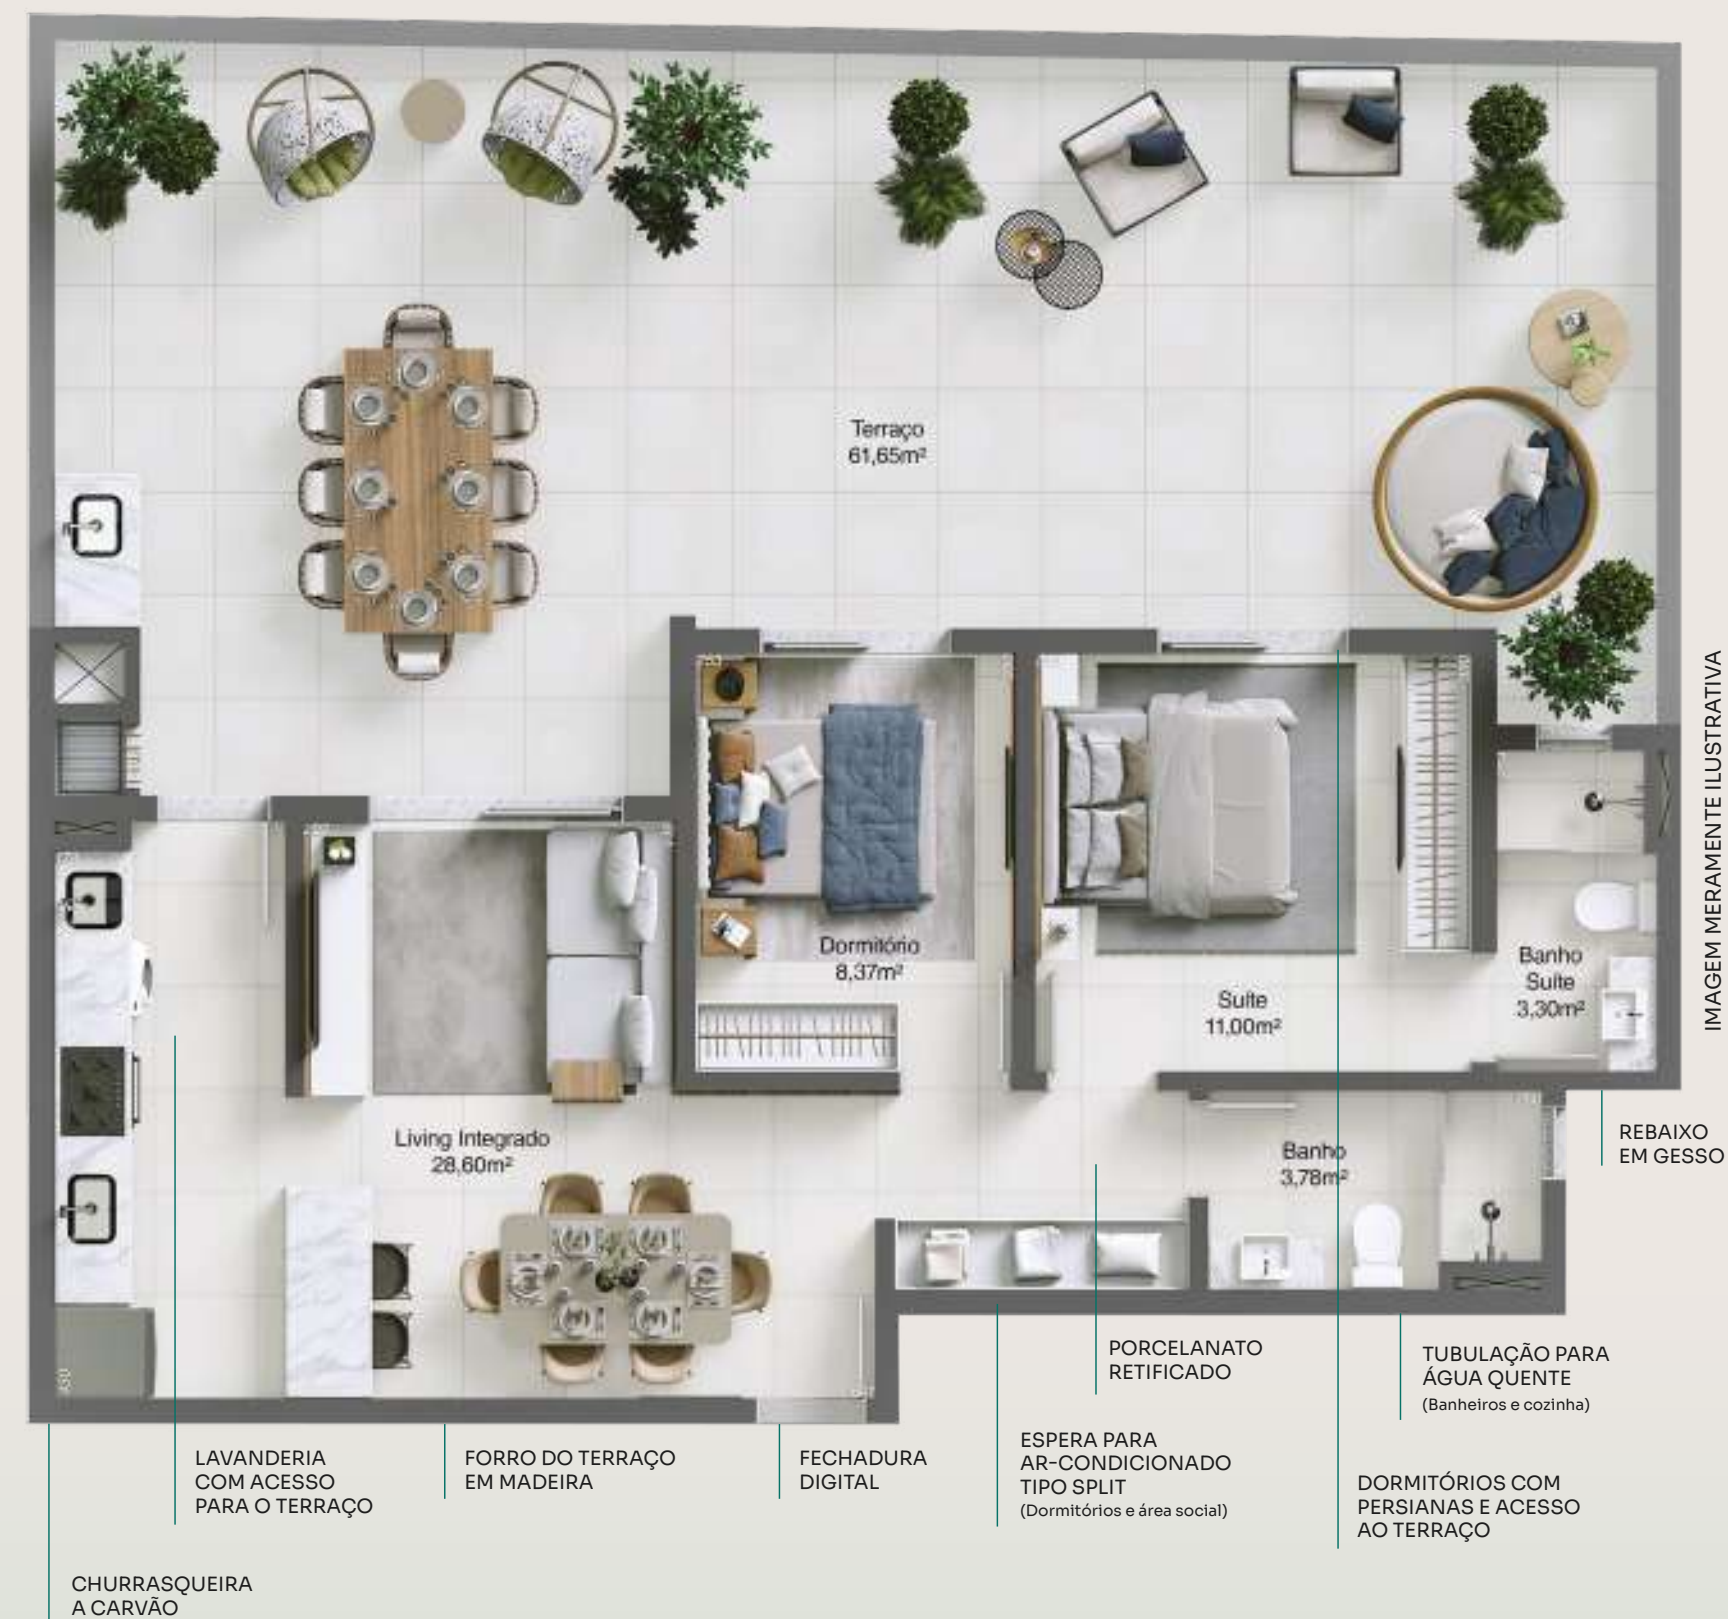 Terraço
61,65m²
Dormitório
8,37m²
Suíte
11,00m²
Banho
Suíte
3,30m²
Living Integrado
28,60m²
Banho
3,78m²
IMAGEM MERAMENTE ILUSTRATIVA
REBAIXO
EM GESSO
PORCELANATO
RETIFICADO
TUBULAÇÃO PARA
ÁGUA QUENTE
(Banheiros e cozinha)
LAVANDERIA
COM ACESSO
PARA O TERRAÇO
FORRO DO TERRAÇO
EM MADEIRA
FECHADURA
DIGITAL
ESPERA PARA
AR-CONDICIONADO
TIPO SPLIT
(Dormitórios e área social)
DORMITÓRIOS COM
PERSIANAS E ACESSO
AO TERRAÇO
CHURRASQUEIRA
A CARVÃO